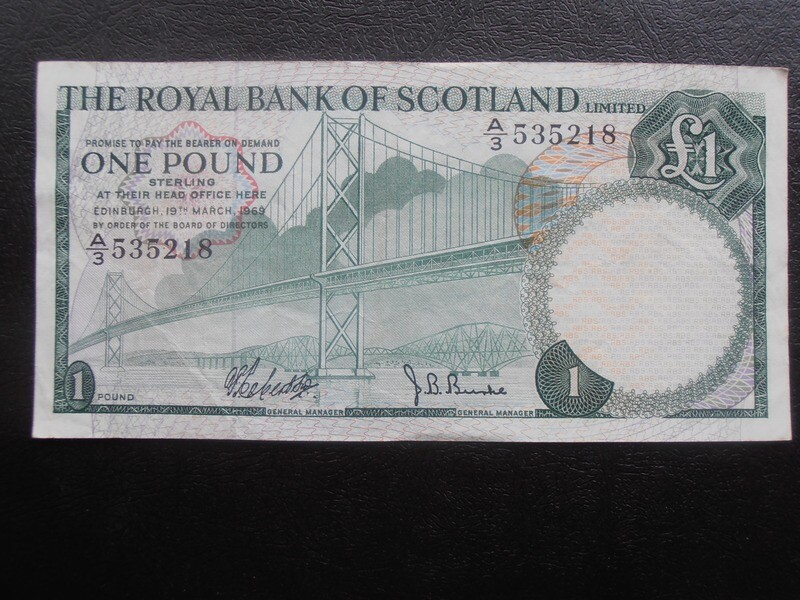 THE ROYAL BANK OF SCOTLAND LIMITED
£1
A/3 535218
PROMISE TO PAY THE BEARER ON DEMAND
ONE POUND
STERLING
AT THEIR HEAD OFFICE HERE
EDINBURGH, 19TH MARCH, 1969
BY ORDER OF THE BOARD OF DIRECTORS
A/3 535218
J. B. Burke
1 POUND
GENERAL MANAGER
GENERAL MANAGER
1